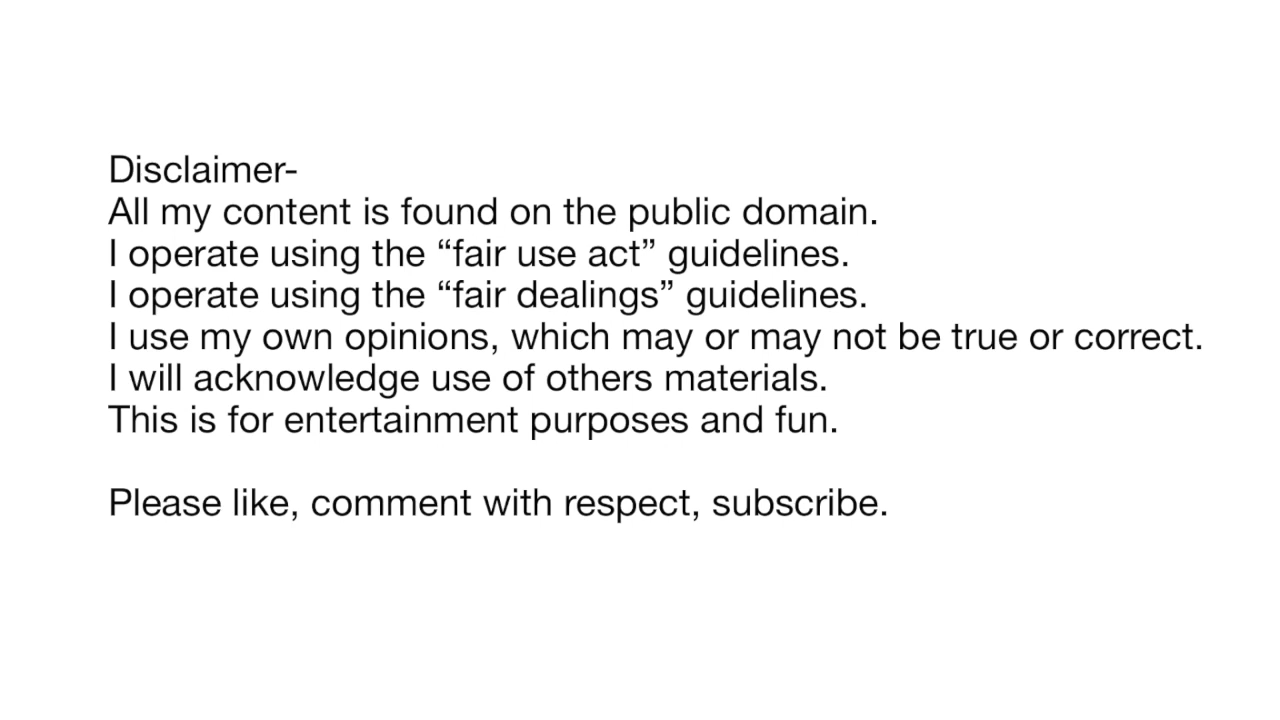 Disclaimer-
All my content is found on the public domain.
I operate using the “fair use act” guidelines.
I operate using the “fair dealings” guidelines.
I use my own opinions, which may or may not be true or correct.
I will acknowledge use of others materials.
This is for entertainment purposes and fun.
Please like, comment with respect, subscribe.